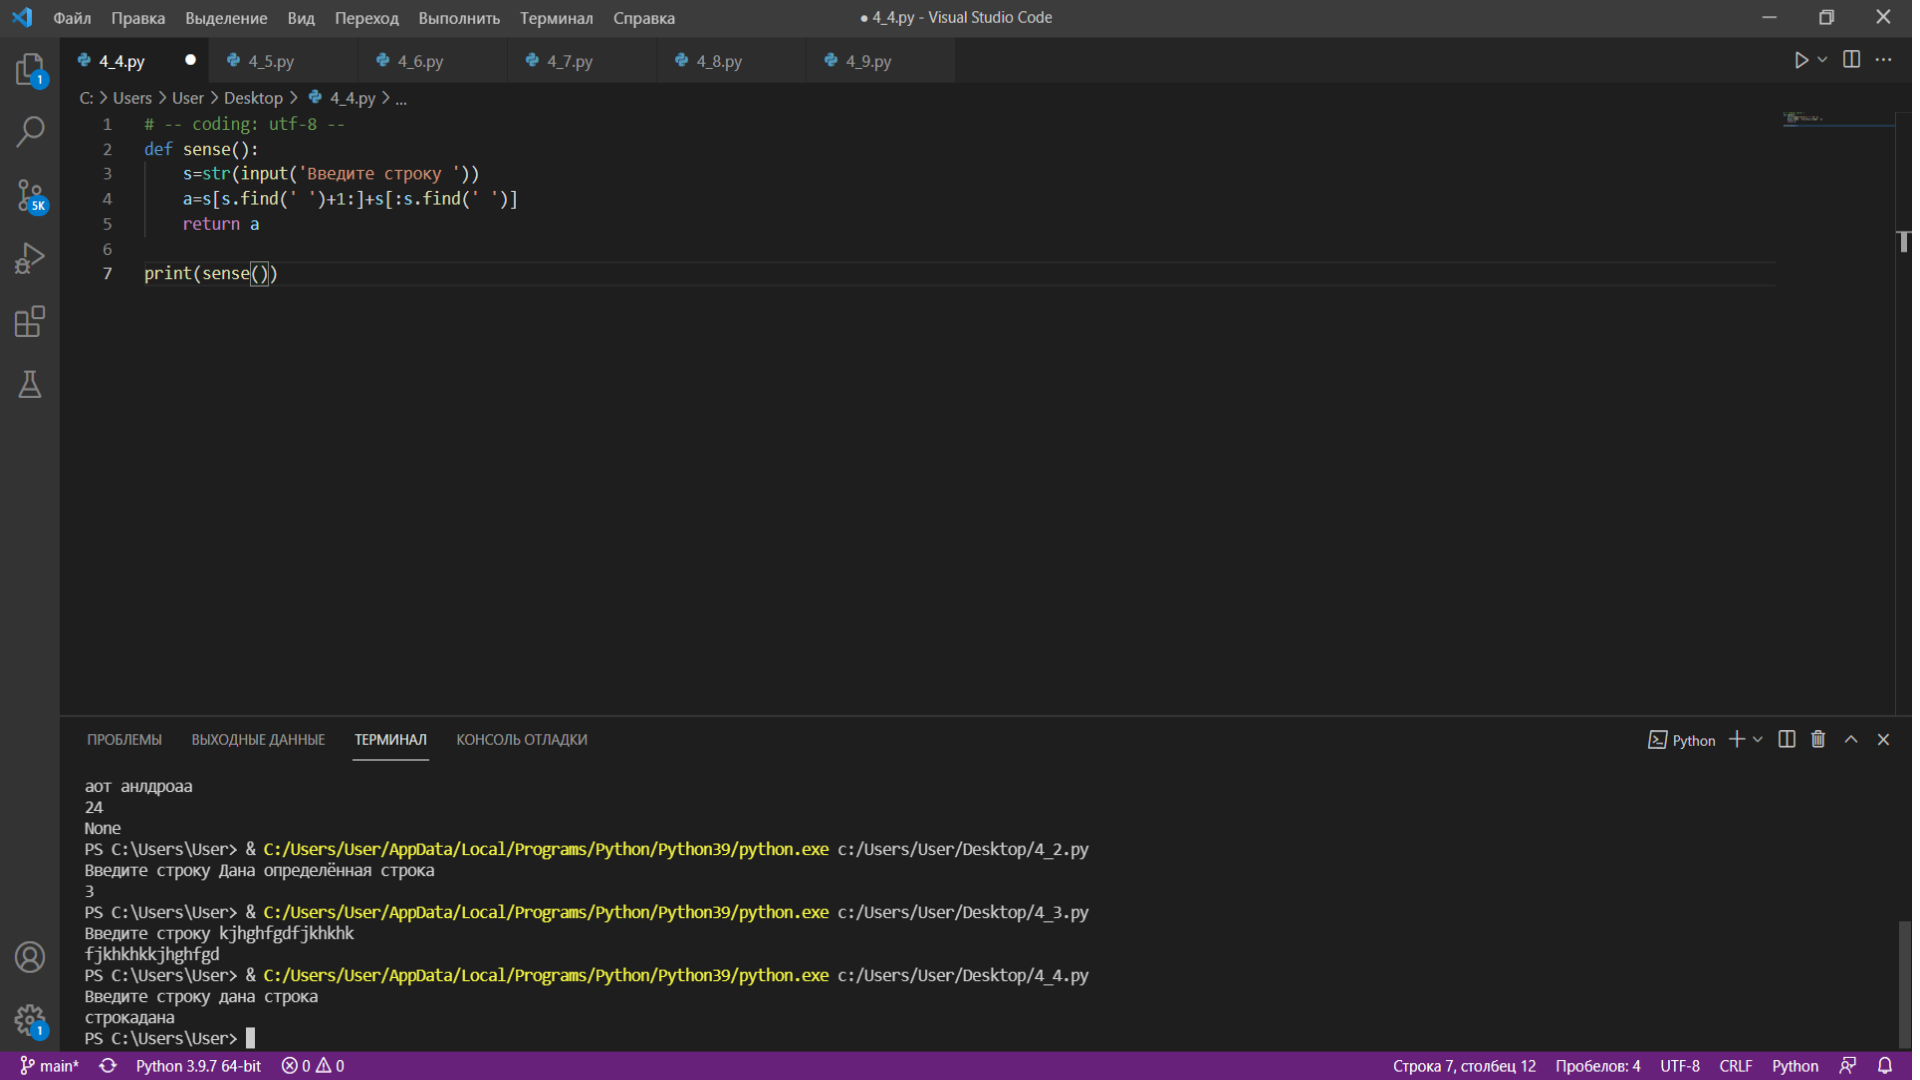 Файл Правка Выделение Вид Переход Выполнить Терминал Справка ● 4_4.py - Visual Studio Code
4_4.py ● 4_5.py 4_6.py 4_7.py 4_8.py 4_9.py
C: > Users > User > Desktop > 4_4.py > ...
1 # -- coding: utf-8 --
2 def sense():
3 s=str(input('Введите строку '))
4 a=s[s.find(' ')+1:]+s[:s.find(' ')]
5 return a
6
7 print(sense())
1
5K
1
ПРОБЛЕМЫ ВЫХОДНЫЕ ДАННЫЕ ТЕРМИНАЛ КОНСОЛЬ ОТЛАДКИ Python
аот анлдроаа
24
None
PS C:\Users\User> & C:/Users/User/AppData/Local/Programs/Python/Python39/python.exe c:/Users/User/Desktop/4_2.py
Введите строку Дана определённая строка
3
PS C:\Users\User> & C:/Users/User/AppData/Local/Programs/Python/Python39/python.exe c:/Users/User/Desktop/4_3.py
Введите строку kjhghfgdfjkhkhk
fjkhkhkkjhghfgd
PS C:\Users\User> & C:/Users/User/AppData/Local/Programs/Python/Python39/python.exe c:/Users/User/Desktop/4_4.py
Введите строку дана строка
строкадана
PS C:\Users\User>
main* Python 3.9.7 64-bit 0 0 Строка 7, столбец 12 Пробелов: 4 UTF-8 CRLF Python